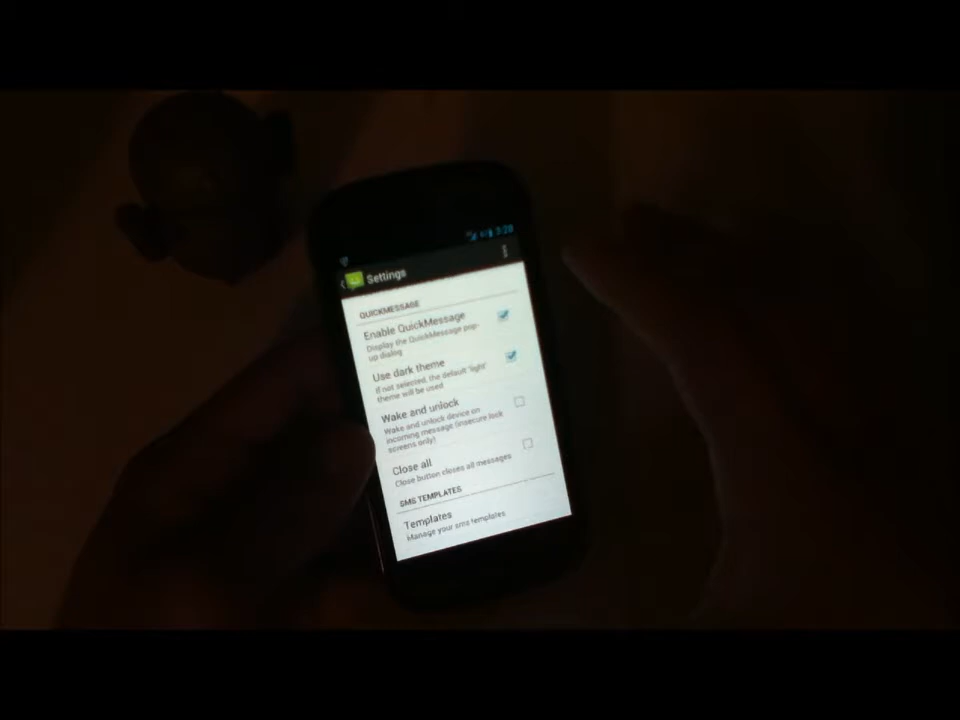 3:28
Settings
QUICKMESSAGE
Enable QuickMessage
Display the QuickMessage pop-
up dialog
Use dark theme
If not selected, the default 'light'
theme will be used
Wake and unlock
Wake and unlock device on
incoming message (insecure lock
screens only)
Close all
Close button closes all messages
SMS TEMPLATES
Templates
Manage your sms templates